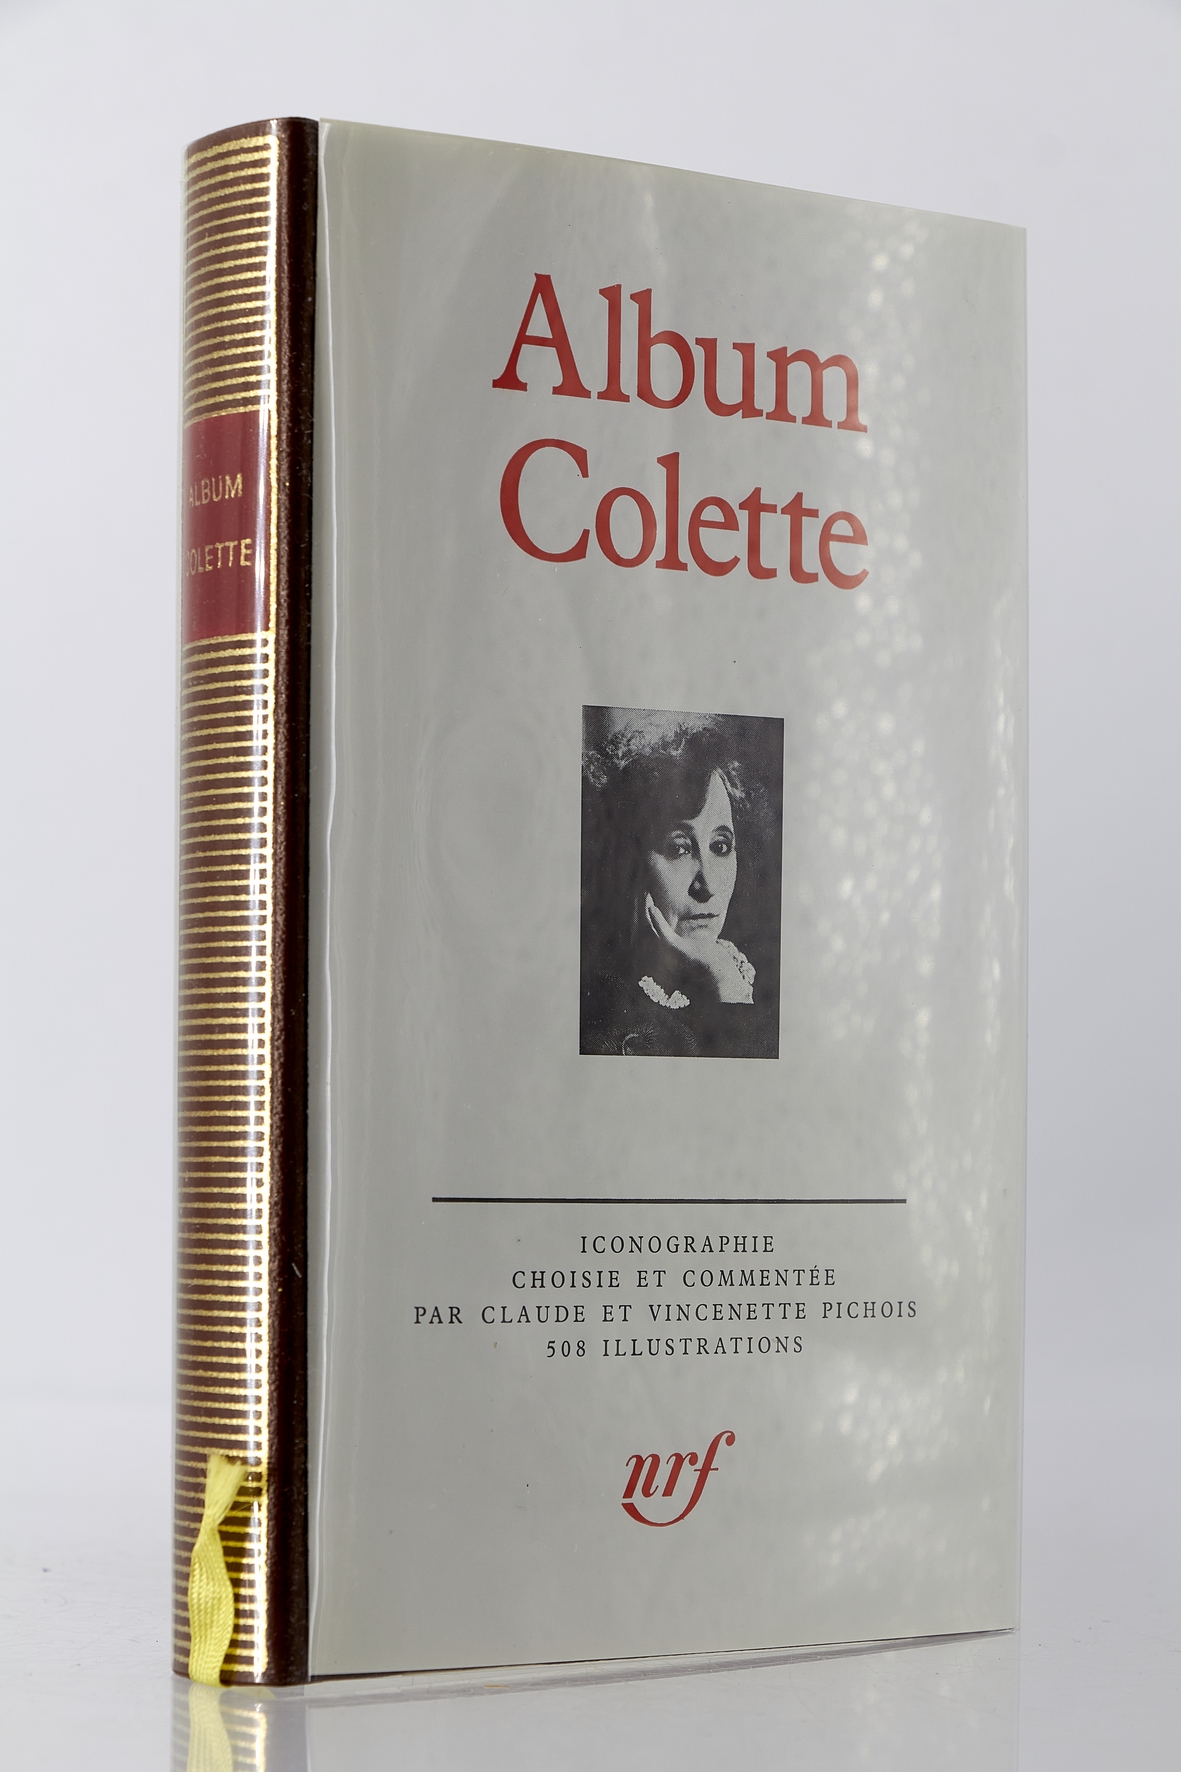 ALBUM
COLETTE
Album
Colette
ICONOGRAPHIE
CHOISIE ET COMMENTÉE
PAR CLAUDE ET VINCENETTE PICHOIS
508 ILLUSTRATIONS
nrf